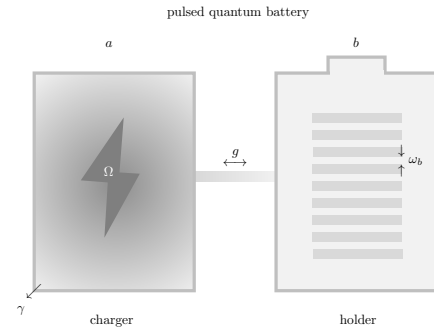 pulsed quantum battery
a
b
g
Ω
ω_b
γ
charger
holder